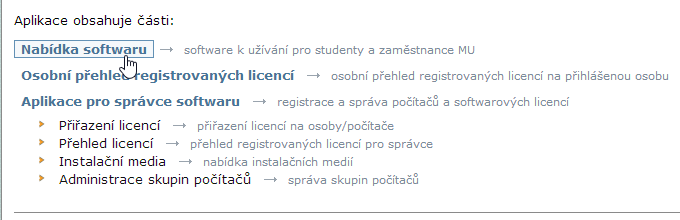 Aplikace obsahuje části:
Nabídka softwaru → software k užívání pro studenty a zaměstnance MU
Osobní přehled registrovaných licencí → osobní přehled registrovaných licencí na přihlášenou osobu
Aplikace pro správce softwaru → registrace a správa počítačů a softwarových licencí
Přiřazení licencí → přiřazení licencí na osoby/počítače
Přehled licencí → přehled registrovaných licencí pro správce
Instalační media → nabídka instalačních medií
Administrace skupin počítačů → správa skupin počítačů